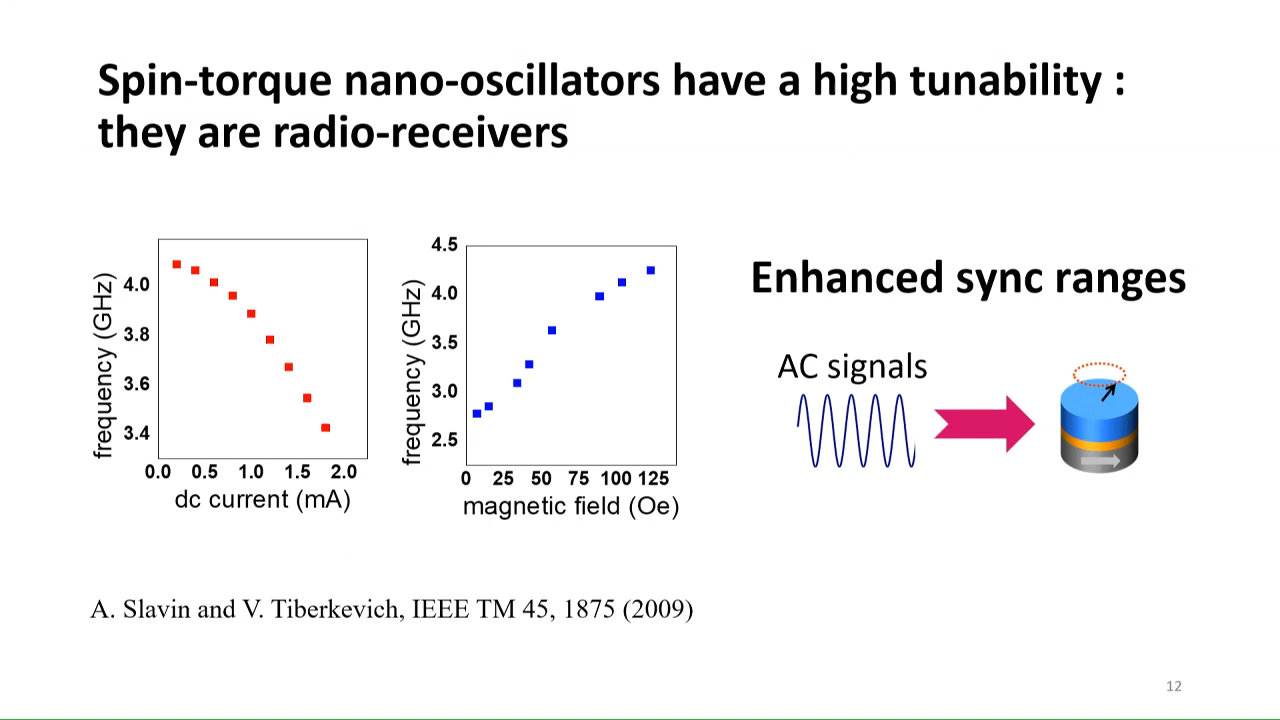 Spin-torque nano-oscillators have a high tunability :
they are radio-receivers
frequency (GHz)
4.0
3.8
3.6
3.4
0.0 0.5 1.0 1.5 2.0
dc current (mA)
frequency (GHz)
4.5
4.0
3.5
3.0
2.5
0 25 50 75 100 125
magnetic field (Oe)
Enhanced sync ranges
AC signals
A. Slavin and V. Tiberkevich, IEEE TM 45, 1875 (2009)
12